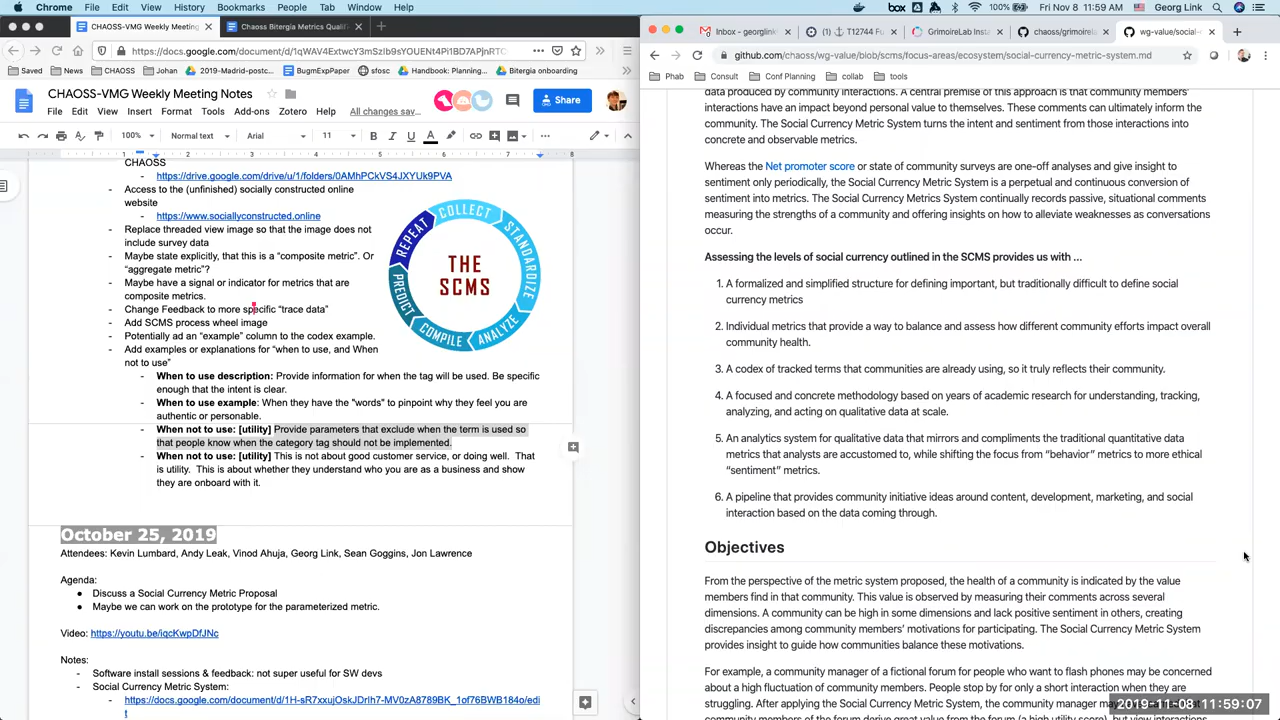 Firefox File Edit View History Bookmarks People Tab Window Help
100% Fri Nov 8 11:59 AM Georg Link
CHAOSS-VMG Weekly Meeting
Chaoss Bitergia Metrics Qualif
https://docs.google.com/document/d/1qWAV4ExtwcY3mSzIb9sYOUENt4Pi1BD7APjnRTO
Saved News CHAOSS Johan 2019-Madrid-postc... BugmExpPaper sfosc Handbook: Planning... Bitergia onboarding
CHAOSS-VMG Weekly Meeting Notes
File Edit View Insert Format Tools Add-ons Zotero Help All changes sav...
Share
100% Normal text Arial 11 B I U A
1 2 3 4 5 6 7 8
CHAOSS
https://drive.google.com/drive/u/1/folders/0AMhPCkVS4JXYUk9PVA
- Access to the (unfinished) socially constructed online
website
- https://www.sociallyconstructed.online
- Replace threaded view image so that the image does not
include survey data
- Maybe state explicitly, that this is a “composite metric”. Or
“aggregate metric”?
- Maybe have a signal or indicator for metrics that are
composite metrics.
- Change Feedback to more specific “trace data”
- Add SCMS process wheel image
- Potentially ad an “example” column to the codex example.
- Add examples or explanations for “when to use, and When
not to use”
- When to use description: Provide information for when the tag will be used. Be specific
enough that the intent is clear.
- When to use example: When they have the "words" to pinpoint why they feel you are
authentic or personable.
- When not to use: [utility] Provide parameters that exclude when the term is used so
that people know when the category tag should not be implemented.
- When not to use: [utility] This is not about good customer service, or doing well. That
is utility. This is about whether they understand who you are as a business and show
they are onboard with it.
COLLECT
STANDARDIZE
ANALYZE
COMPILE
PREDICT
REPEAT
THE
SCMS
October 25, 2019
Attendees: Kevin Lumbard, Andy Leak, Vinod Ahuja, Georg Link, Sean Goggins, Jon Lawrence
Agenda:
● Discuss a Social Currency Metric Proposal
● Maybe we can work on the prototype for the parameterized metric.
Video: https://youtu.be/iqcKwpDfJNc
Notes:
- Software install sessions & feedback: not super useful for SW devs
- Social Currency Metric System:
- https://docs.google.com/document/d/1H-sR7xxujOskJDrlh7-MV0zA8789BK_1of76BWB184o/edi
t
Inbox - georglink
T12744 Fu
GrimoireLab Inst
chaoss/grimoirel
wg-value/social-
github.com/chaoss/wg-value/blob/scms/focus-areas/ecosystem/social-currency-metric-system.md
Phab Consult Conf Planning collab tools
data produced by community interactions. A central premise of this approach is that community members'
interactions have an impact beyond personal value to themselves. These comments can ultimately inform the
community. The Social Currency Metric System turns the intent and sentiment from those interactions into
concrete and observable metrics.
Whereas the Net promoter score or state of community surveys are one-off analyses and give insight to
sentiment only periodically, the Social Currency Metric System is a perpetual and continuous conversion of
sentiment into metrics. The Social Currency Metrics System continually records passive, situational comments
measuring the strengths of a community and offering insights on how to alleviate weaknesses as conversations
occur.
Assessing the levels of social currency outlined in the SCMS provides us with ...
1. A formalized and simplified structure for defining important, but traditionally difficult to define social
currency metrics
2. Individual metrics that provide a way to balance and assess how different community efforts impact overall
community health.
3. A codex of tracked terms that communities are already using, so it truly reflects their community.
4. A focused and concrete methodology based on years of academic research for understanding, tracking,
analyzing, and acting on qualitative data at scale.
5. An analytics system for qualitative data that mirrors and compliments the traditional quantitative data
metrics that analysts are accustomed to, while shifting the focus from “behavior” metrics to more ethical
“sentiment” metrics.
6. A pipeline that provides community initiative ideas around content, development, marketing, and social
interaction based on the data coming through.
Objectives
From the perspective of the metric system proposed, the health of a community is indicated by the value
members find in that community. This value is observed by measuring their comments across several
dimensions. A community can be high in some dimensions and lack positive sentiment in others, creating
discrepancies among community members' motivations for participating. The Social Currency Metric System
provides insight to guide how communities balance these motivations.
For example, a community manager of a fictional forum for people who want to flash phones may be concerned
about a high fluctuation of community members. People stop by for only a short interaction when they are
struggling. After applying the Social Currency Metric System, the community manager may
2019-11-08 11:59:07